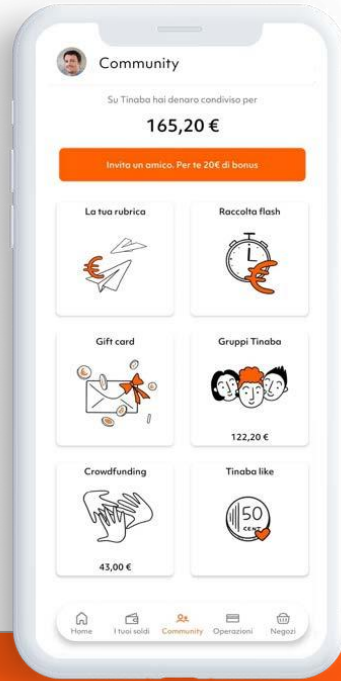 Community
Su Tinaba hai denaro condiviso per
165,20 €
Invita un amico. Per te 20€ di bonus
La tua rubrica
Raccolta flash
Gift card
Gruppi Tinaba
122,20 €
Crowdfunding
Tinaba like
50
CENT
43,00 €
Home
I tuoi soldi
Community
Operazioni
Negozi